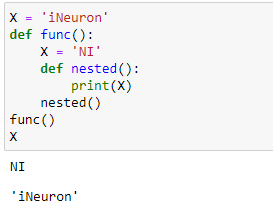 X = 'iNeuron'
def func():
    X = 'NI'
    def nested():
        print(X)
    nested()
func()
X
NI
'iNeuron'